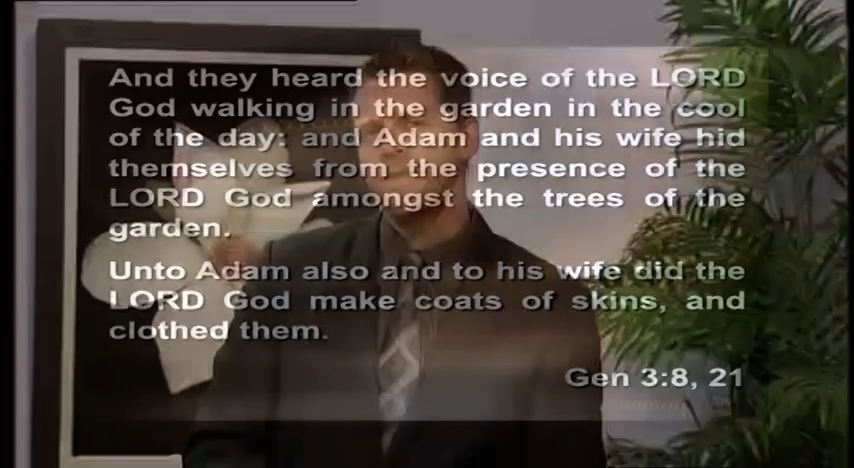 And they heard the voice of the LORD
God walking in the garden in the cool
of the day: and Adam and his wife hid
themselves from the presence of the
LORD God amongst the trees of the
garden.
Unto Adam also and to his wife did the
LORD God make coats of skins, and
clothed them.
Gen 3:8, 21